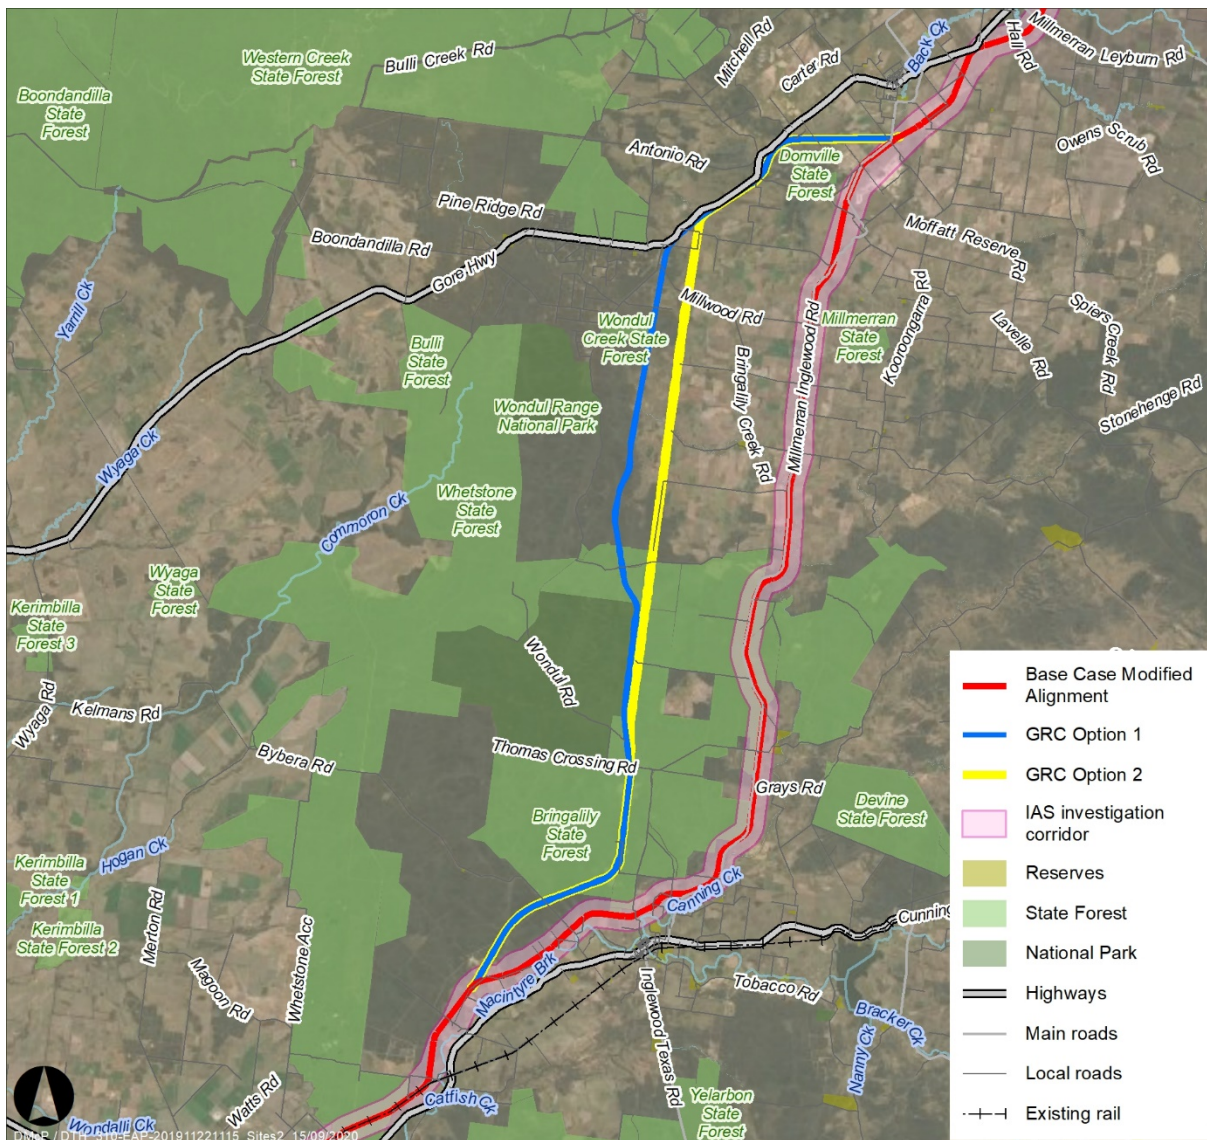 Hall Rd
Millmerran Leyburn Rd
Mitchell Rd
Back Ck
Western Creek
State Forest
Bulli Creek Rd
Carter Rd
Boondandilla
State
Forest
Owens Scrub Rd
Antonio Rd
Domville
State
Forest
Pine Ridge Rd
Boondandilla Rd
Moffatt Reserve Rd
Gore Hwy
Yarrill Ck
Millwood Rd
Kooroongarra Rd
Spiers Creek Rd
Wondul
Creek State
Forest
Millmerran
State
Forest
Lavelle Rd
Bulli
State
Forest
Bringalily Creek Rd
Millmerran Inglewood Rd
Stonehenge Rd
Wondul Range
National Park
Wyaga Ck
Whetstone
State
Forest
Commoron Ck
Wyaga
State
Forest
Kerimbilla
State
Forest 3
Wondul Rd
Wyaga Rd
Kelmans Rd
Bybera Rd
Thomas Crossing Rd
Grays Rd
Devine
State Forest
Bringalily
State
Forest
Hogan Ck
Kerimbilla
State
Forest 1
Canning Ck
Cunning
Kerimbilla
State Forest 2
Merton Rd
Whetstone Acc
Magoon Rd
Macintyre Brk
Inglewood Texas Rd
Tobacco Rd
Bracker Ck
Nanny Ck
Watts Rd
Catfish Ck
Yelarbon
State
Forest
Wondalli Ck
Base Case Modified
Alignment
GRC Option 1
GRC Option 2
IAS investigation
corridor
Reserves
State Forest
National Park
Highways
Main roads
Local roads
Existing rail